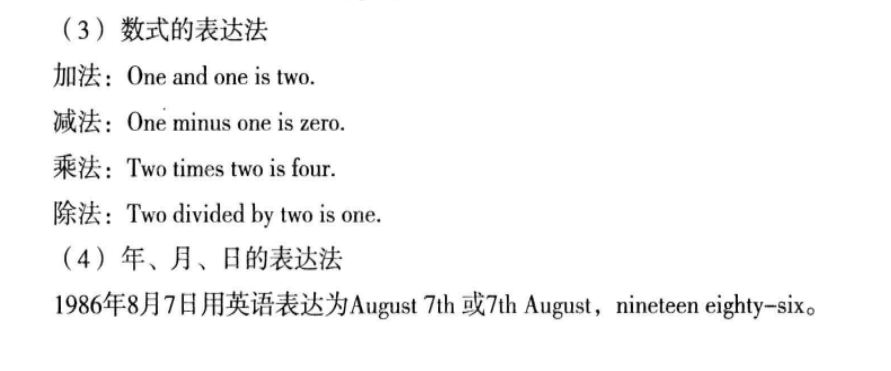 （3）数式的表达法
加法：One and one is two.
减法：One minus one is zero.
乘法：Two times two is four.
除法：Two divided by two is one.
（4）年、月、日的表达法
1986年8月7日用英语表达为August 7th 或7th August，nineteen eighty-six。